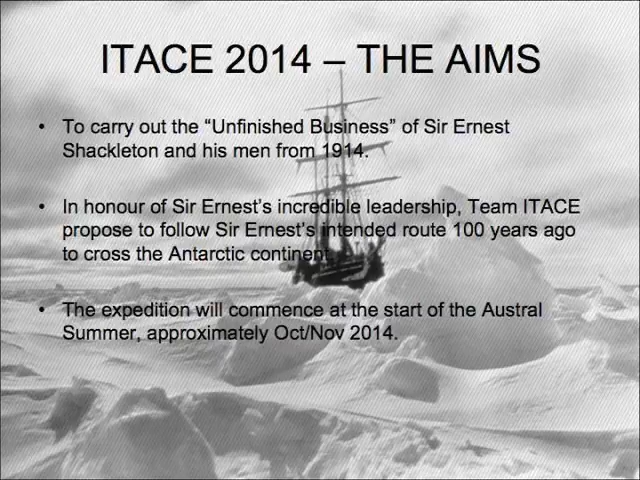 ITACE 2014 – THE AIMS
• To carry out the “Unfinished Business” of Sir Ernest
Shackleton and his men from 1914.
• In honour of Sir Ernest’s incredible leadership, Team ITACE
propose to follow Sir Ernest’s intended route 100 years ago
to cross the Antarctic continent.
• The expedition will commence at the start of the Austral
Summer, approximately Oct/Nov 2014.